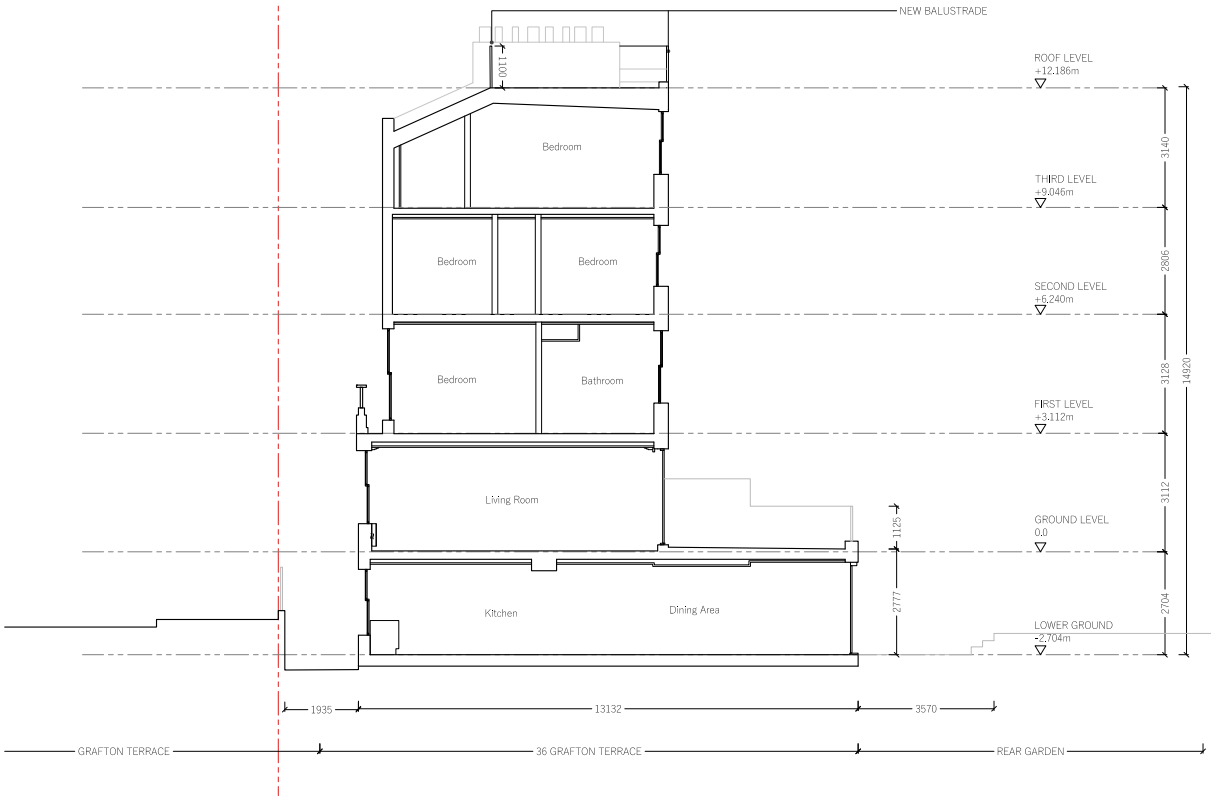 NEW BALUSTRADE
1100
ROOF LEVEL
+12.186m
Bedroom
3140
THIRD LEVEL
+9.046m
Bedroom
Bedroom
2806
SECOND LEVEL
+6.240m
Bedroom
Bathroom
3128
14920
FIRST LEVEL
+3.112m
Living Room
3112
1125
GROUND LEVEL
0.0
Kitchen
Dining Area
2777
2704
LOWER GROUND
-2.704m
1935
13132
3570
GRAFTON TERRACE
36 GRAFTON TERRACE
REAR GARDEN